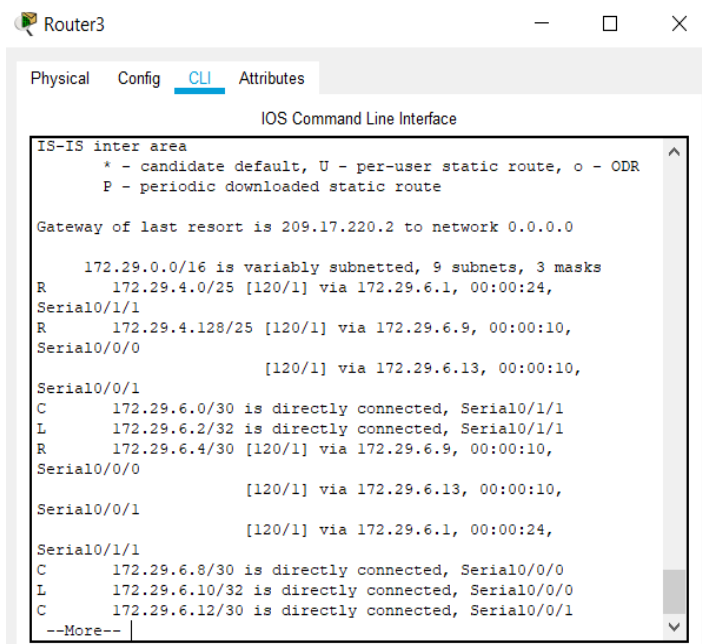 Router3
Physical Config CLI Attributes
IOS Command Line Interface
IS-IS inter area
* - candidate default, U - per-user static route, o - ODR
P - periodic downloaded static route
Gateway of last resort is 209.17.220.2 to network 0.0.0.0
172.29.0.0/16 is variably subnetted, 9 subnets, 3 masks
R 172.29.4.0/25 [120/1] via 172.29.6.1, 00:00:24,
Serial0/1/1
R 172.29.4.128/25 [120/1] via 172.29.6.9, 00:00:10,
Serial0/0/0
[120/1] via 172.29.6.13, 00:00:10,
Serial0/0/1
C 172.29.6.0/30 is directly connected, Serial0/1/1
L 172.29.6.2/32 is directly connected, Serial0/1/1
R 172.29.6.4/30 [120/1] via 172.29.6.9, 00:00:10,
Serial0/0/0
[120/1] via 172.29.6.13, 00:00:10,
Serial0/0/1
[120/1] via 172.29.6.1, 00:00:24,
Serial0/1/1
C 172.29.6.8/30 is directly connected, Serial0/0/0
L 172.29.6.10/32 is directly connected, Serial0/0/0
C 172.29.6.12/30 is directly connected, Serial0/0/1
--More--